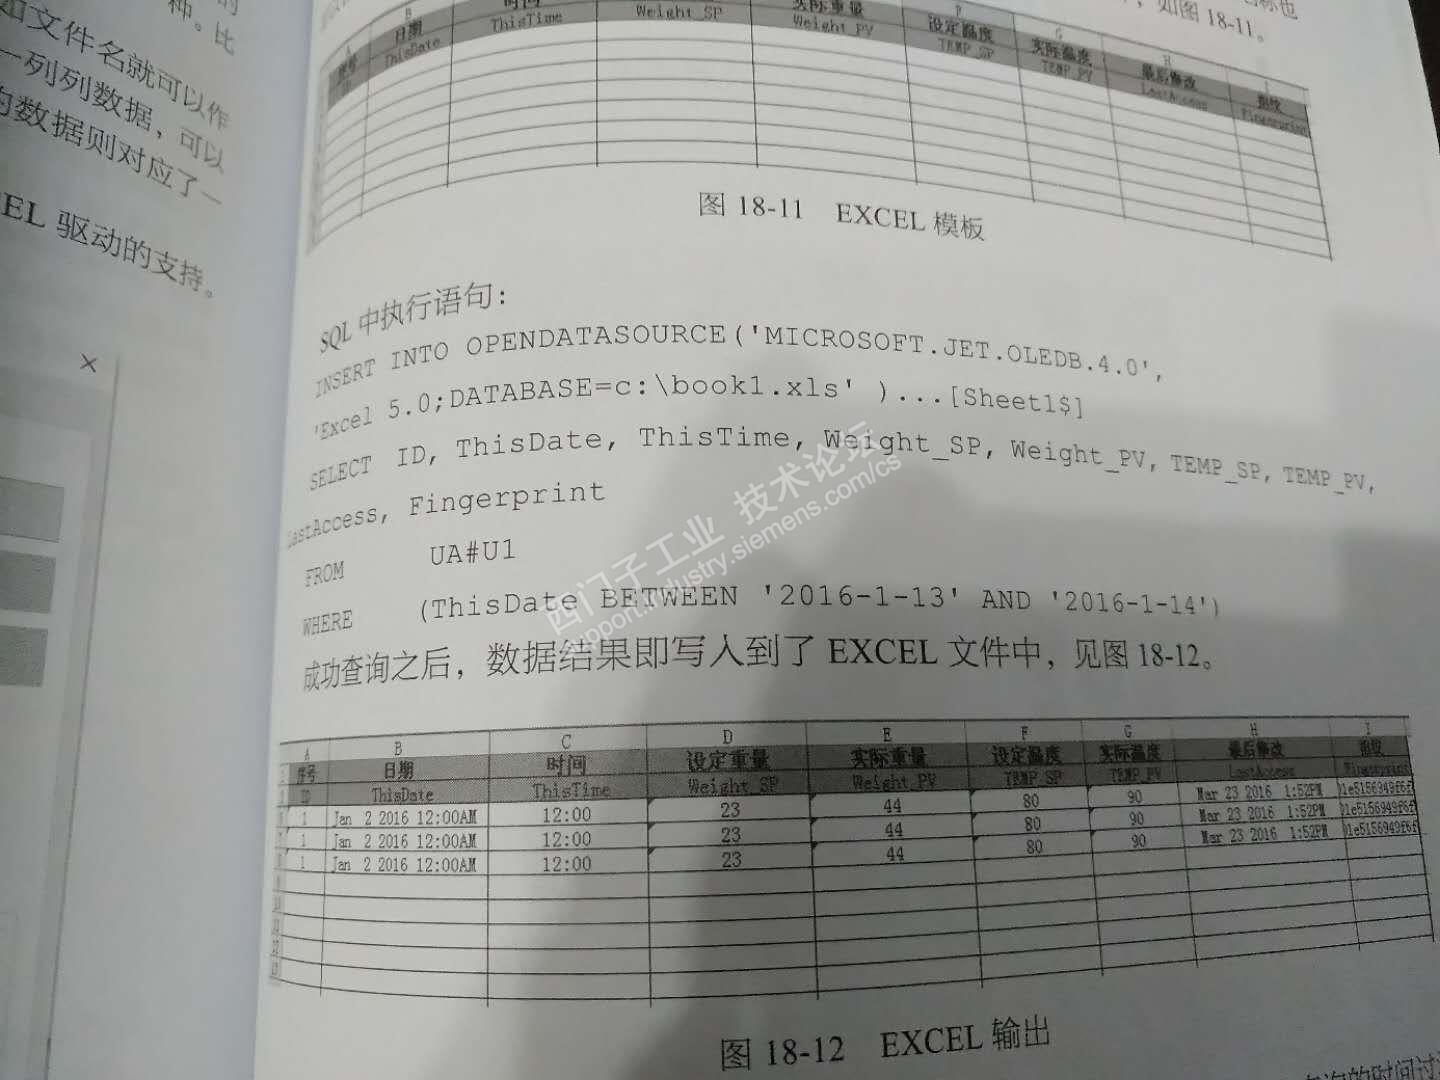 种。比
如文件名就可以作
一列列数据，可以
的数据则对应了一
CEL 驱动的支持。
×
，如图 18-11。
B C D E F G H I
日期 时间 实际重量 设定温度 实际温度 最后修改 指纹
ThisDate ThisTime Weight_SP Weight_PV TEMP_SP TEMP_PV LastAccess Fingerprint
图 18-11 EXCEL 模板
SQL 中执行语句：
INSERT INTO OPENDATASOURCE('MICROSOFT.JET.OLEDB.4.0',
'Excel 5.0;DATABASE=c:\book1.xls' )...[Sheet1$]
SELECT ID, ThisDate, ThisTime, Weight_SP, Weight_PV, TEMP_SP, TEMP_PV,
LastAccess, Fingerprint
FROM UA#U1
WHERE (ThisDate BETWEEN '2016-1-13' AND '2016-1-14')
成功查询之后，数据结果即写入到了 EXCEL 文件中，见图 18-12。
A B C D E F G H I
序号 日期 时间 设定重量 实际重量 设定温度 实际温度 最后修改 指纹
ID ThisDate ThisTime Weight_SP Weight_PV TEMP_SP TEMP_PV LastAccess Fingerprint
1 Jan 2 2016 12:00AM 12:00 23 44 80 90 Mar 23 2016 1:52PM 01e5156949f6f
1 Jan 2 2016 12:00AM 12:00 23 44 80 90 Mar 23 2016 1:52PM 01e5156949f6f
1 Jan 2 2016 12:00AM 12:00 23 44 80 90 Mar 23 2016 1:52PM 01e5156949f6f
图 18-12 EXCEL 输出
西门子工业 技术论坛
support.industry.siemens.com/cs